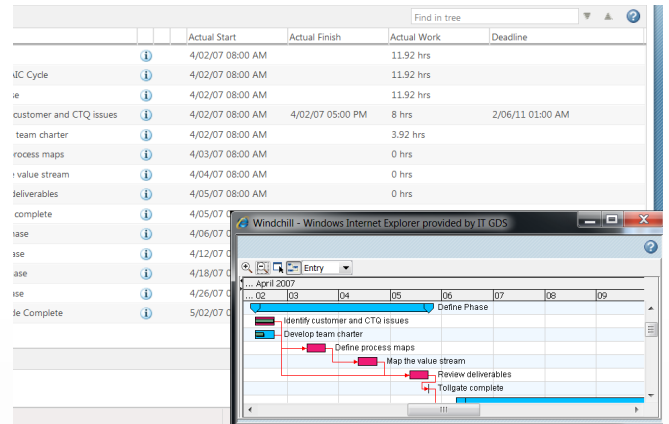 Find in tree
Actual Start Actual Finish Actual Work Deadline
4/02/07 08:00 AM 11.92 hrs
AIC Cycle 4/02/07 08:00 AM 11.92 hrs
se 4/02/07 08:00 AM 11.92 hrs
customer and CTQ issues 4/02/07 08:00 AM 4/02/07 05:00 PM 8 hrs 2/06/11 01:00 AM
team charter 4/02/07 08:00 AM 3.92 hrs
rocess maps 4/03/07 08:00 AM 0 hrs
value stream 4/04/07 08:00 AM 0 hrs
deliverables 4/05/07 08:00 AM 0 hrs
complete 4/05/07 0
hase 4/06/07 0
ase 4/12/07 0
ase 4/18/07 0
ase 4/26/07 0
de Complete 5/02/07 0
Windchill - Windows Internet Explorer provided by IT GDS
Entry
... April 2007
... 02 03 04 05 06 07 08 09
Define Phase
Identify customer and CTQ issues
Develop team charter
Define process maps
Map the value stream
Review deliverables
Tollgate complete